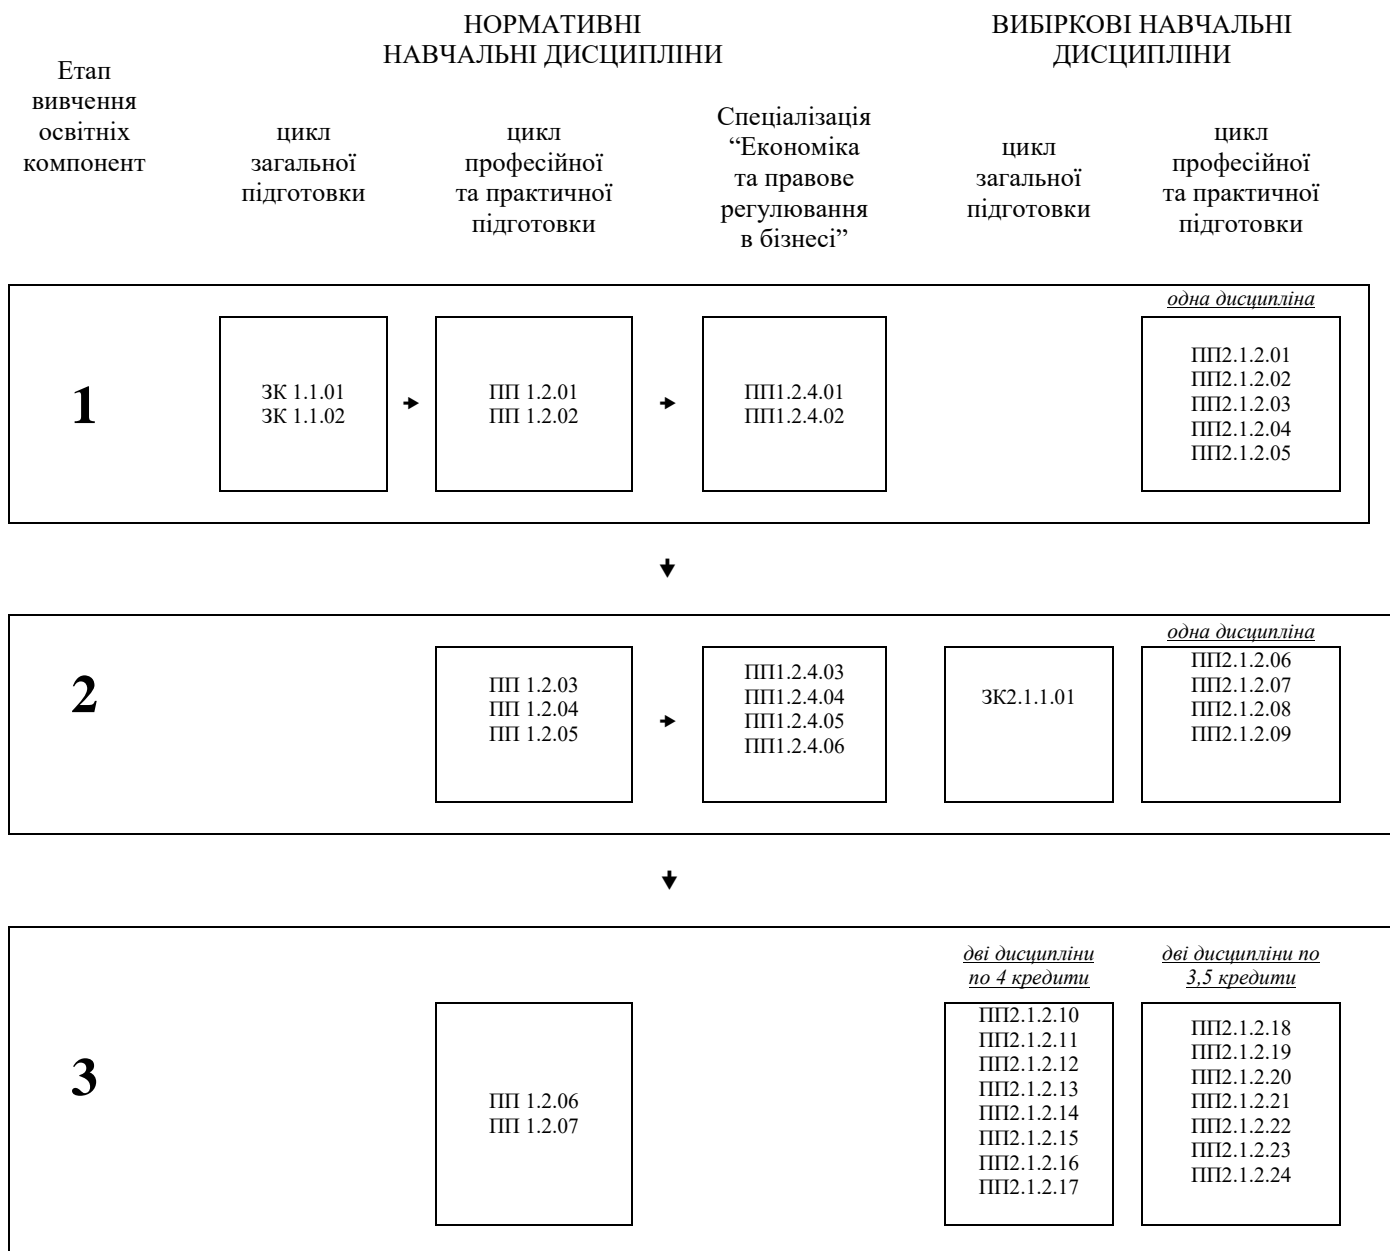 НОРМАТИВНІ
НАВЧАЛЬНІ ДИСЦИПЛІНИ
ВИБІРКОВІ НАВЧАЛЬНІ
ДИСЦИПЛІНИ
Етап
вивчення
освітніх
компонент
цикл
загальної
підготовки
цикл
професійної
та практичної
підготовки
Спеціалізація
“Економіка
та правове
регулювання
в бізнесі”
цикл
загальної
підготовки
цикл
професійної
та практичної
підготовки
1
ЗК 1.1.01
ЗК 1.1.02
ПП 1.2.01
ПП 1.2.02
ПП1.2.4.01
ПП1.2.4.02
одна дисципліна
ПП2.1.2.01
ПП2.1.2.02
ПП2.1.2.03
ПП2.1.2.04
ПП2.1.2.05
2
ПП 1.2.03
ПП 1.2.04
ПП 1.2.05
ПП1.2.4.03
ПП1.2.4.04
ПП1.2.4.05
ПП1.2.4.06
ЗК2.1.1.01
одна дисципліна
ПП2.1.2.06
ПП2.1.2.07
ПП2.1.2.08
ПП2.1.2.09
3
ПП 1.2.06
ПП 1.2.07
дві дисципліни
по 4 кредити
ПП2.1.2.10
ПП2.1.2.11
ПП2.1.2.12
ПП2.1.2.13
ПП2.1.2.14
ПП2.1.2.15
ПП2.1.2.16
ПП2.1.2.17
дві дисципліни по
3,5 кредити
ПП2.1.2.18
ПП2.1.2.19
ПП2.1.2.20
ПП2.1.2.21
ПП2.1.2.22
ПП2.1.2.23
ПП2.1.2.24